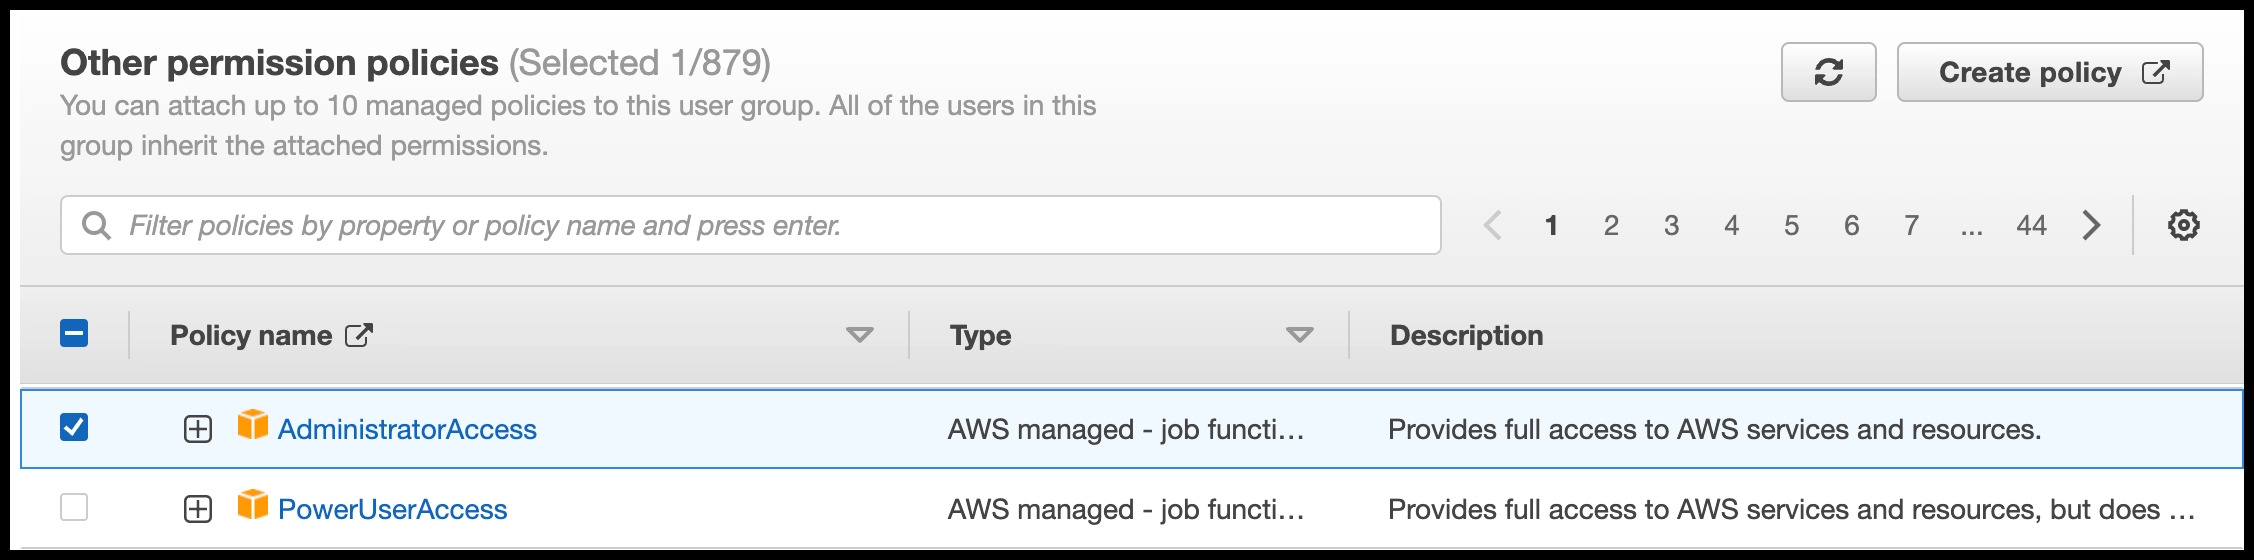 Other permission policies (Selected 1/879)
Create policy
You can attach up to 10 managed policies to this user group. All of the users in this
group inherit the attached permissions.
Filter policies by property or policy name and press enter.
1 2 3 4 5 6 7 ... 44
Policy name Type Description
AdministratorAccess AWS managed - job functi... Provides full access to AWS services and resources.
PowerUserAccess AWS managed - job functi... Provides full access to AWS services and resources, but does ...